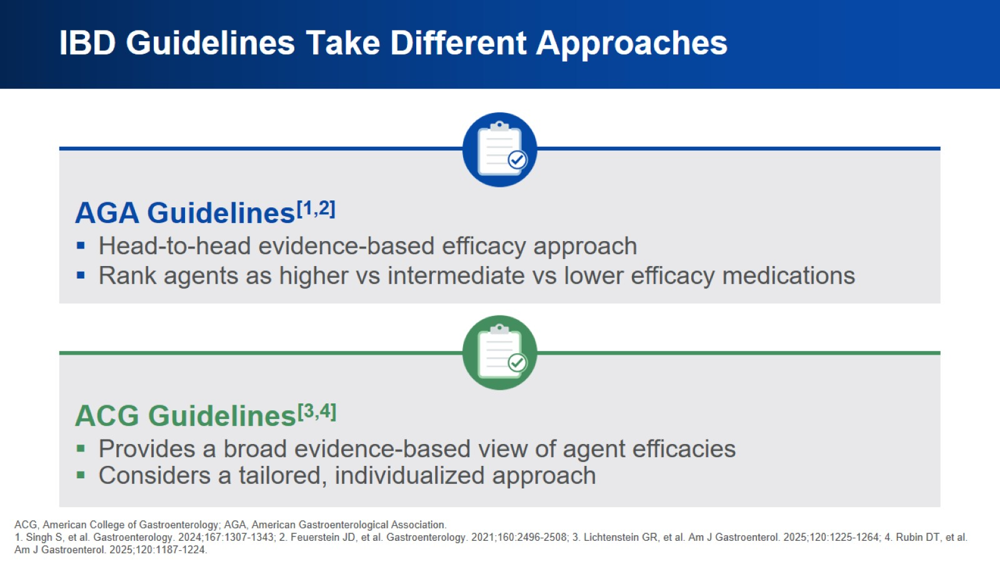 IBD Guidelines Take Different Approaches
AGA Guidelines[1,2]
▪ Head-to-head evidence-based efficacy approach
▪ Rank agents as higher vs intermediate vs lower efficacy medications
ACG Guidelines[3,4]
▪ Provides a broad evidence-based view of agent efficacies
▪ Considers a tailored, individualized approach
ACG, American College of Gastroenterology; AGA, American Gastroenterological Association.
1. Singh S, et al. Gastroenterology. 2024;167:1307-1343; 2. Feuerstein JD, et al. Gastroenterology. 2021;160:2496-2508; 3. Lichtenstein GR, et al. Am J Gastroenterol. 2025;120:1225-1264; 4. Rubin DT, et al.
Am J Gastroenterol. 2025;120:1187-1224.